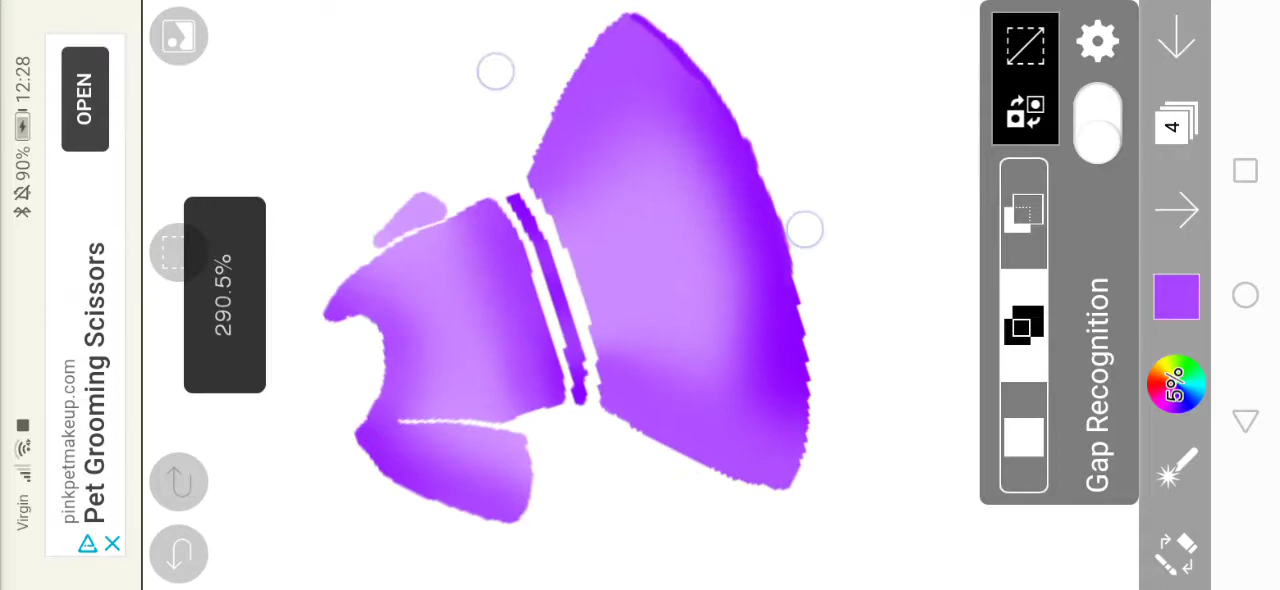 Virgin
90%
12:28
pinkpetmakeup.com
Pet Grooming Scissors
OPEN
290.5%
Gap Recognition
5%
4